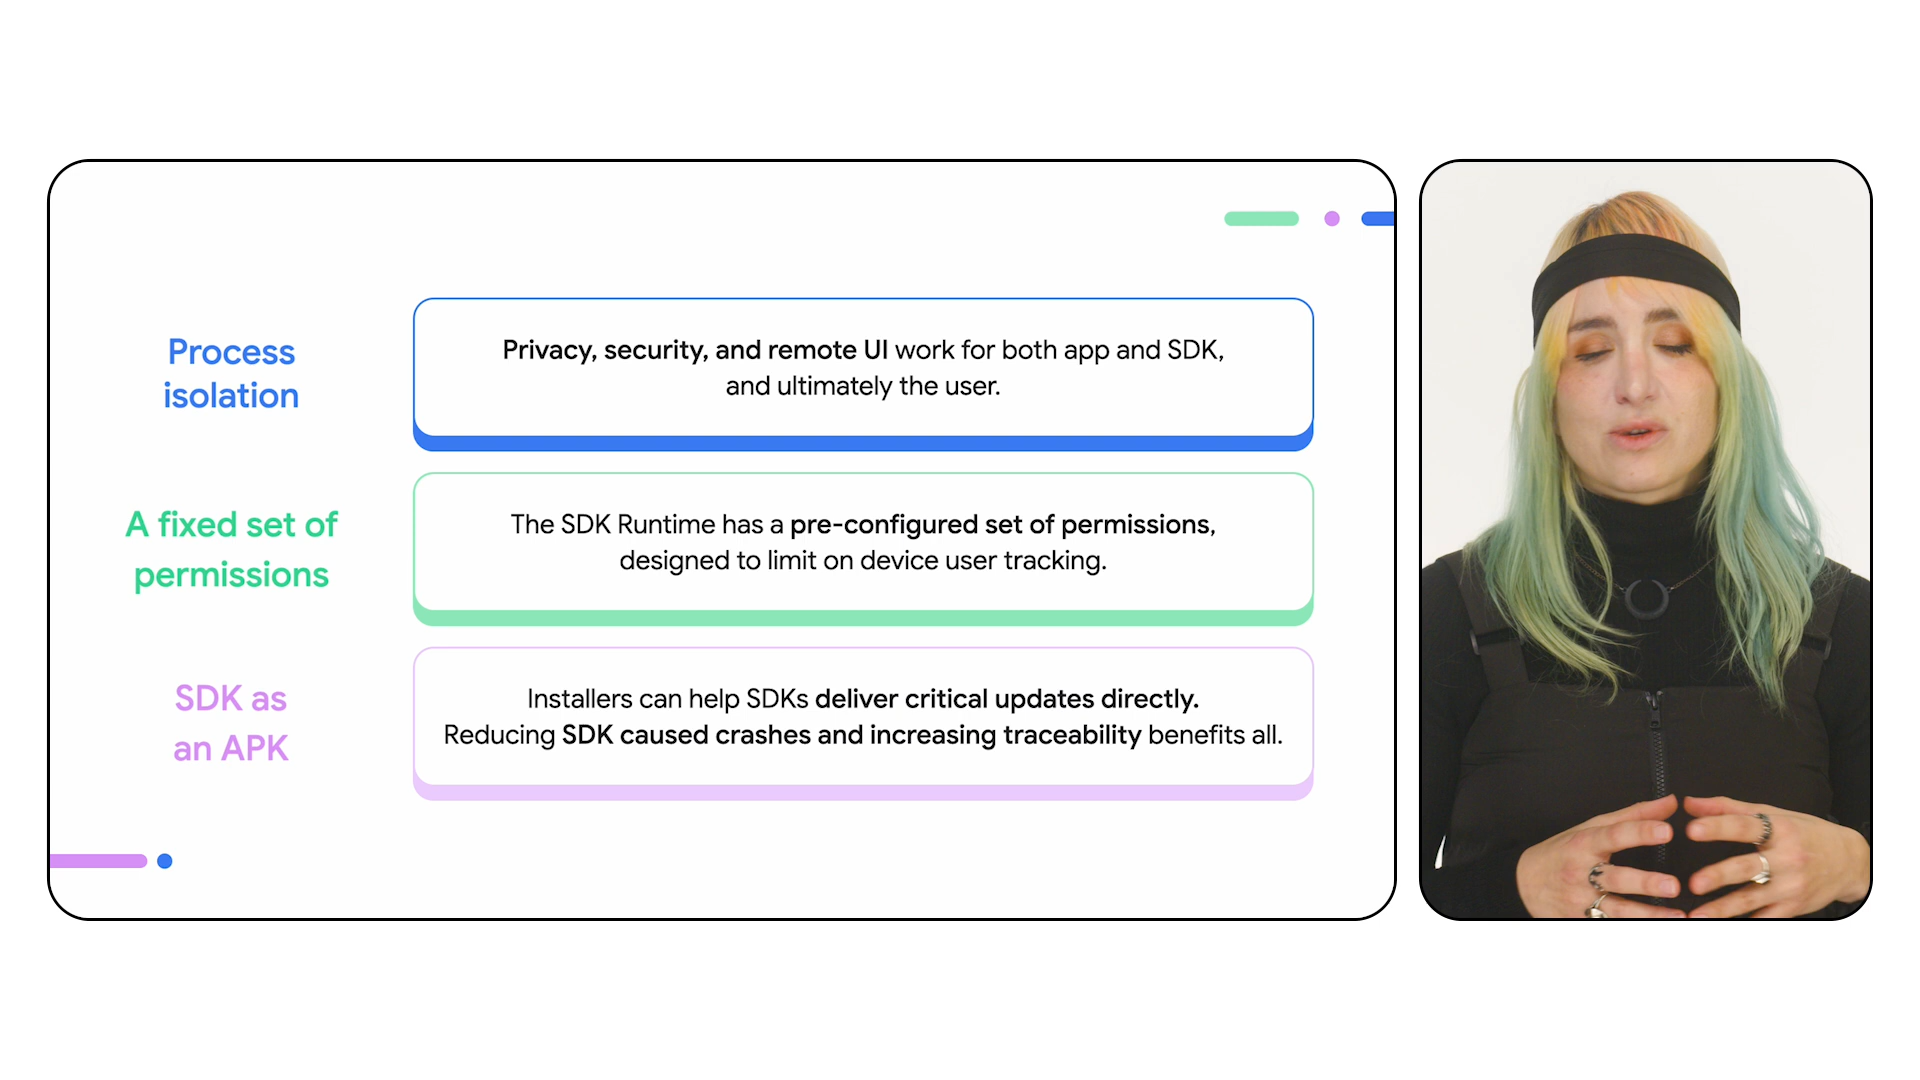 Process
isolation
Privacy, security, and remote UI work for both app and SDK,
and ultimately the user.
A fixed set of
permissions
The SDK Runtime has a pre-configured set of permissions,
designed to limit on device user tracking.
SDK as
an APK
Installers can help SDKs deliver critical updates directly.
Reducing SDK caused crashes and increasing traceability benefits all.